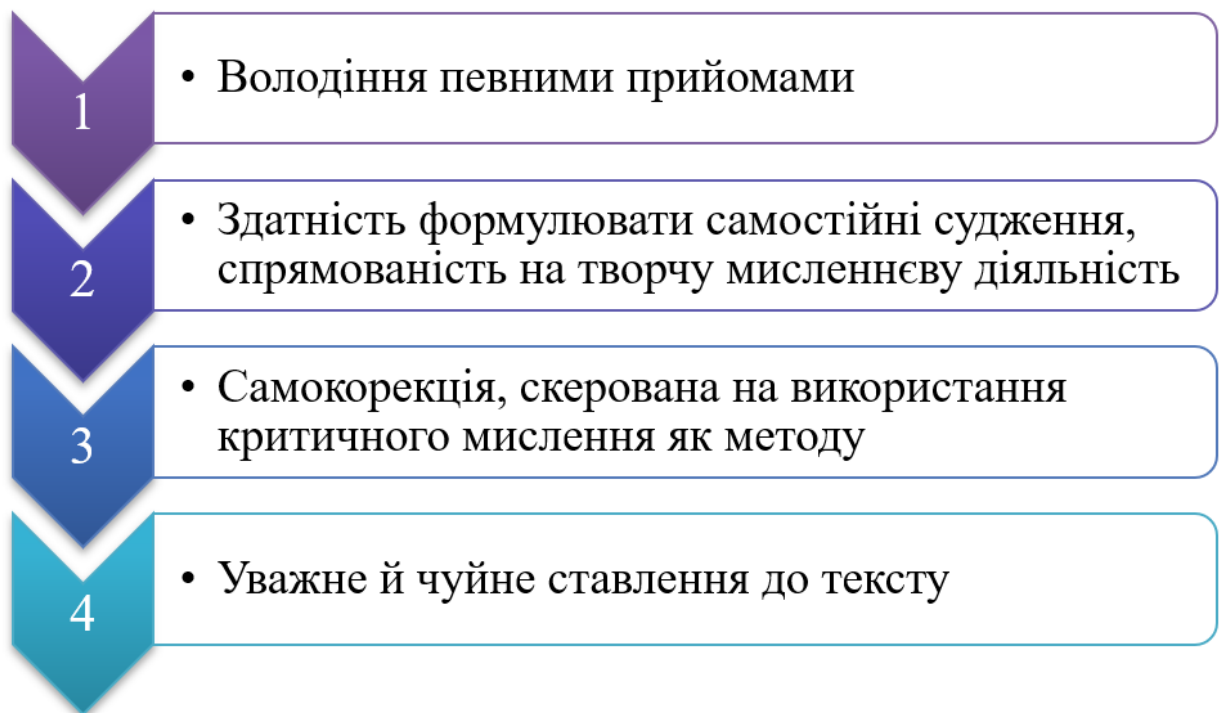 1
• Володіння певними прийомами
2
• Здатність формулювати самостійні судження,
спрямованість на творчу мисленнєву діяльність
3
• Самокорекція, скерована на використання
критичного мислення як методу
4
• Уважне й чуйне ставлення до тексту